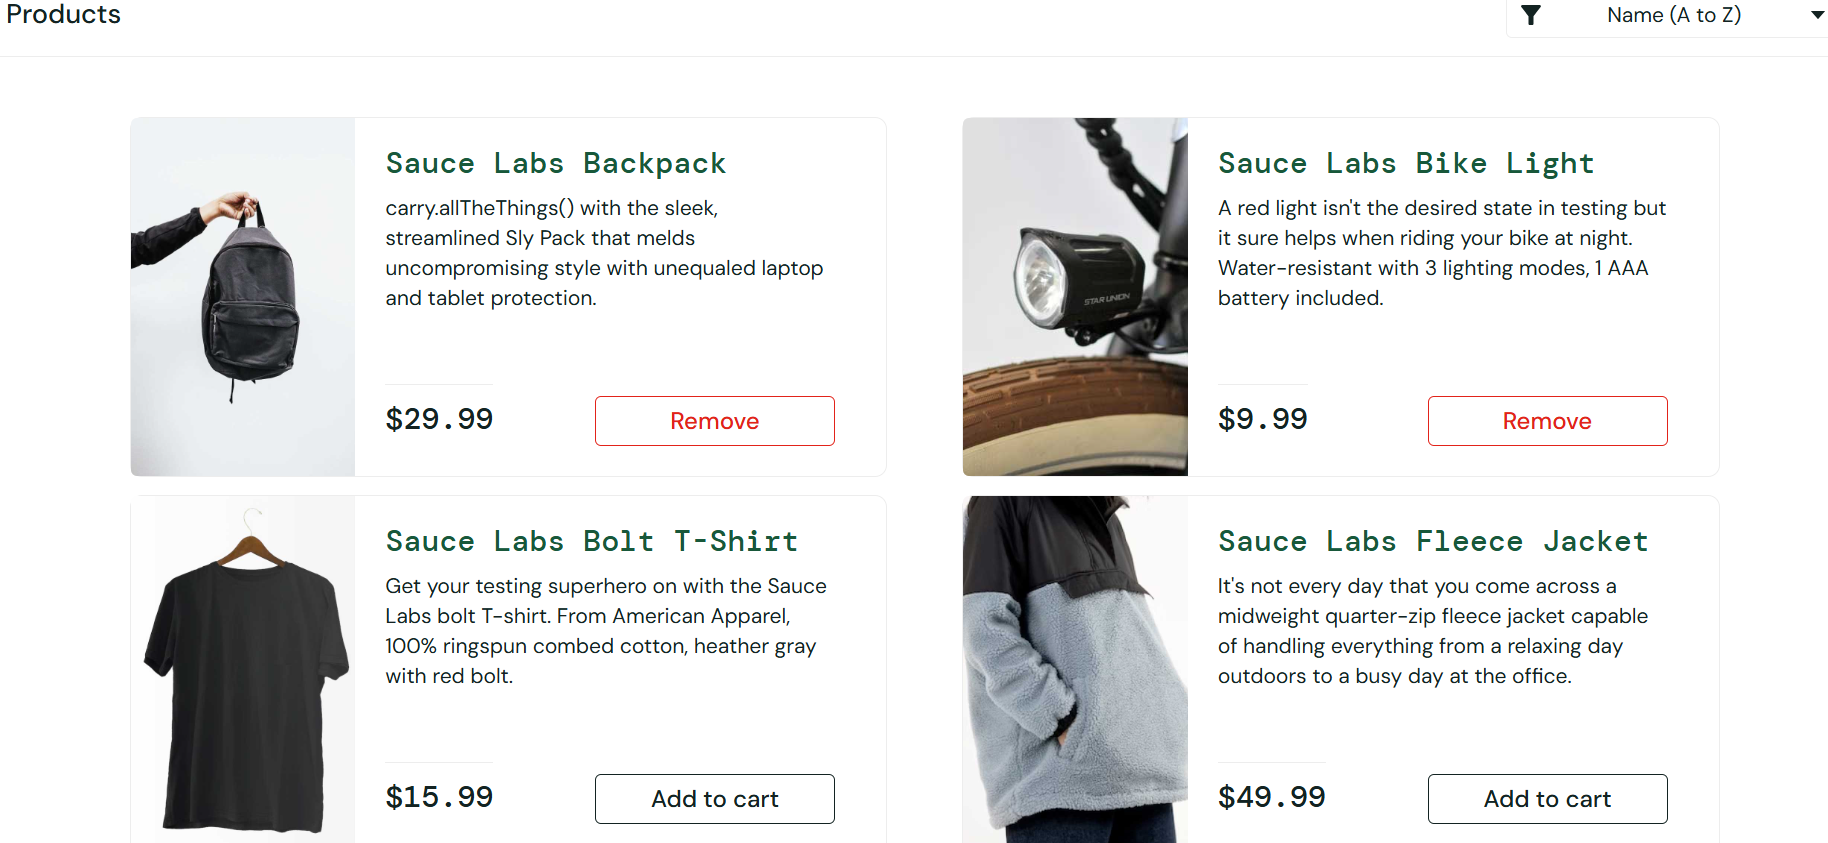 Products
Name (A to Z)
Sauce Labs Backpack
carry.allTheThings() with the sleek,
streamlined Sly Pack that melds
uncompromising style with unequaled laptop
and tablet protection.
$29.99
Remove
STAR UNION
Sauce Labs Bike Light
A red light isn't the desired state in testing but
it sure helps when riding your bike at night.
Water-resistant with 3 lighting modes, 1 AAA
battery included.
$9.99
Remove
Sauce Labs Bolt T-Shirt
Get your testing superhero on with the Sauce
Labs bolt T-shirt. From American Apparel,
100% ringspun combed cotton, heather gray
with red bolt.
$15.99
Add to cart
Sauce Labs Fleece Jacket
It's not every day that you come across a
midweight quarter-zip fleece jacket capable
of handling everything from a relaxing day
outdoors to a busy day at the office.
$49.99
Add to cart